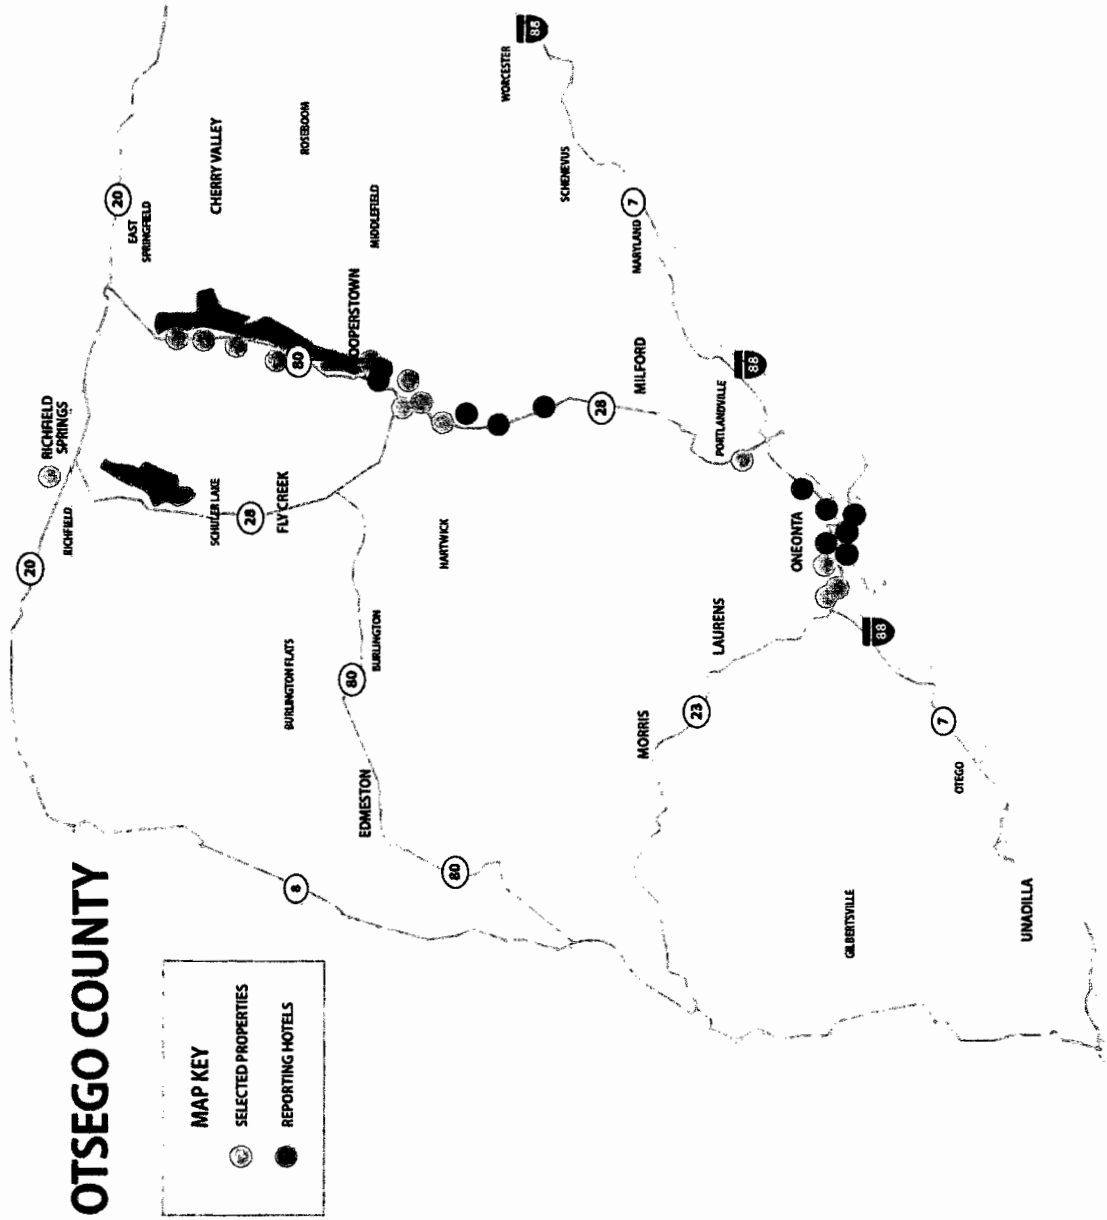 OTSEGO COUNTY
MAP KEY
SELECTED PROPERTIES
REPORTING HOTELS
20
RICHFIELD
SPRINGS
RICHFIELD
20
EAST
SPRINGFIELD
SCHULER LAKE
CHERRY VALLEY
28
FLY CREEK
BURLINGTON FLATS
8
80
ROSEBOOM
80
OOPERSTOWN
EDMESTON
BURLINGTON
MIDDLEFIELD
HARTWICK
80
WORCESTER
88
SCHENEVUS
28
7
MARYLAND
MILFORD
MORRIS
23
LAURENS
PORTLANDVILLE
88
ONEONTA
GILBERTSVILLE
88
7
OTEGO
UNADILLA